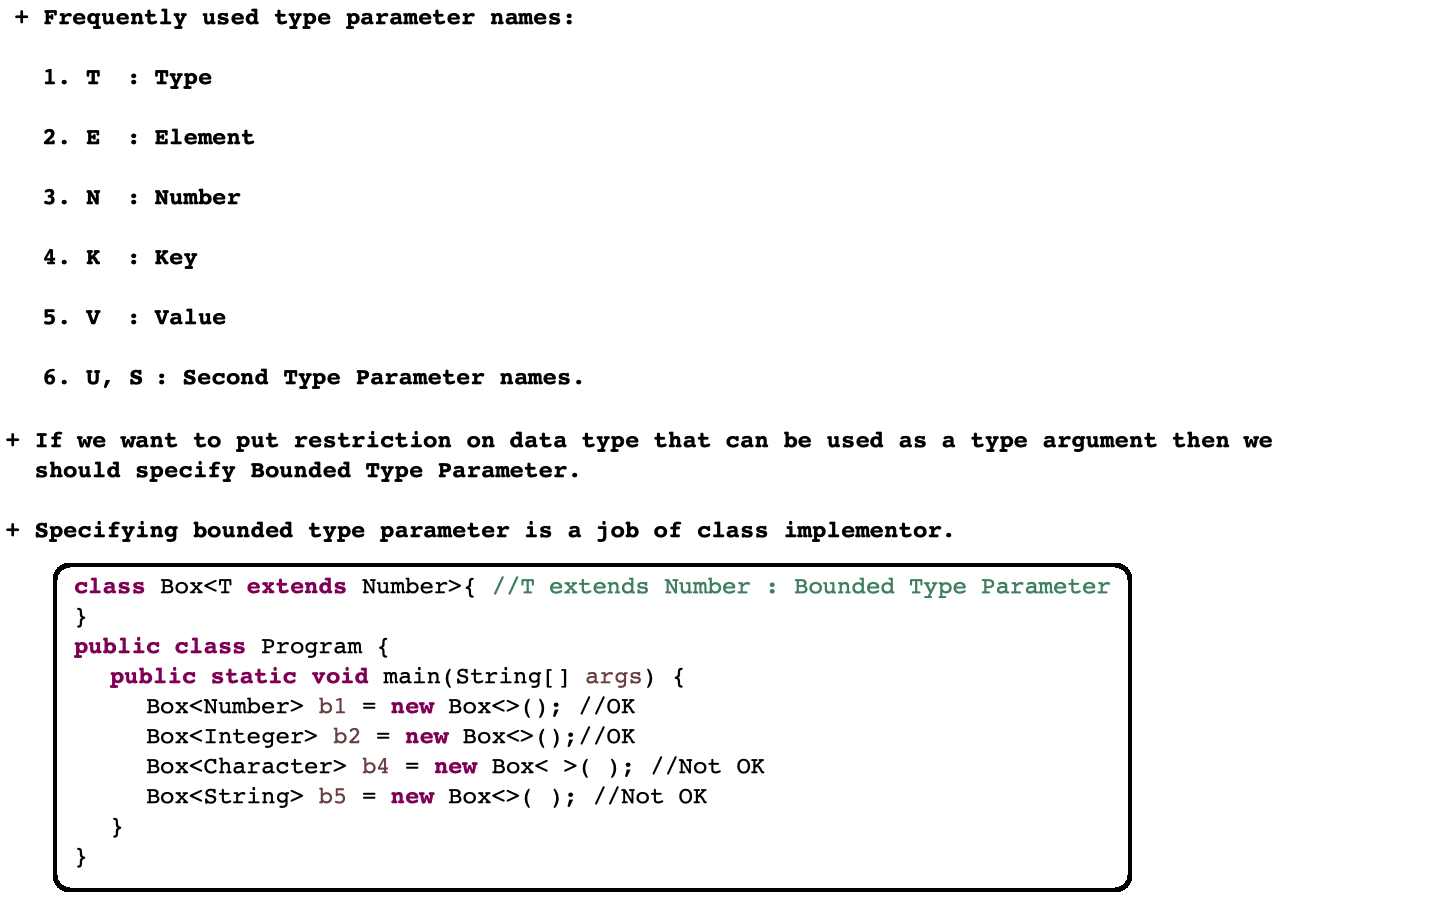 + Frequently used type parameter names:
1. T : Type
2. E : Element
3. N : Number
4. K : Key
5. V : Value
6. U, S : Second Type Parameter names.
+ If we want to put restriction on data type that can be used as a type argument then we
should specify Bounded Type Parameter.
+ Specifying bounded type parameter is a job of class implementor.
class Box<T extends Number>{ //T extends Number : Bounded Type Parameter
}
public class Program {
public static void main(String[] args) {
Box<Number> b1 = new Box<>(); //OK
Box<Integer> b2 = new Box<>();//OK
Box<Character> b4 = new Box< >( ); //Not OK
Box<String> b5 = new Box<>( ); //Not OK
}
}